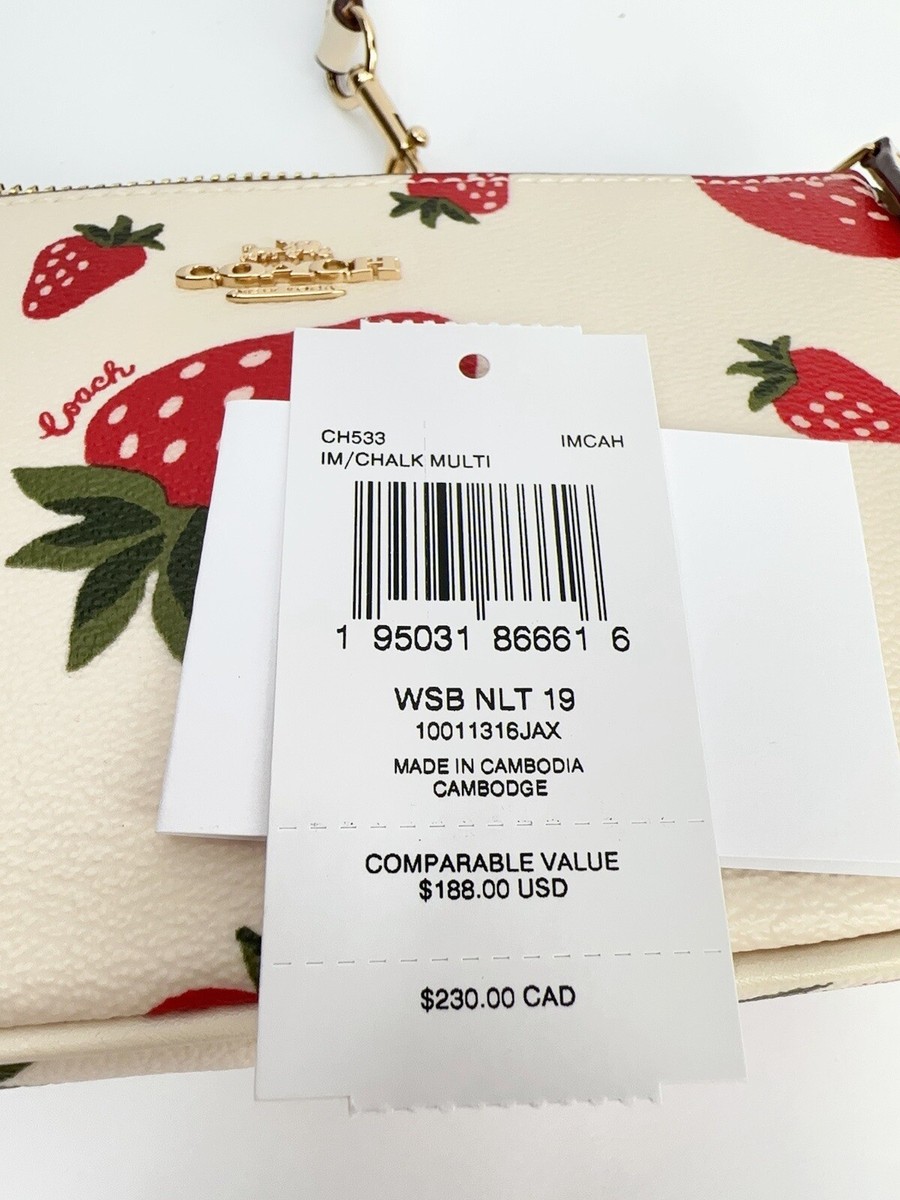 COACH
Coach
CH533 IMCAH
IM/CHALK MULTI
1 95031 86661 6
WSB NLT 19
10011316JAX
MADE IN CAMBODIA
CAMBODGE
COMPARABLE VALUE
$188.00 USD
$230.00 CAD